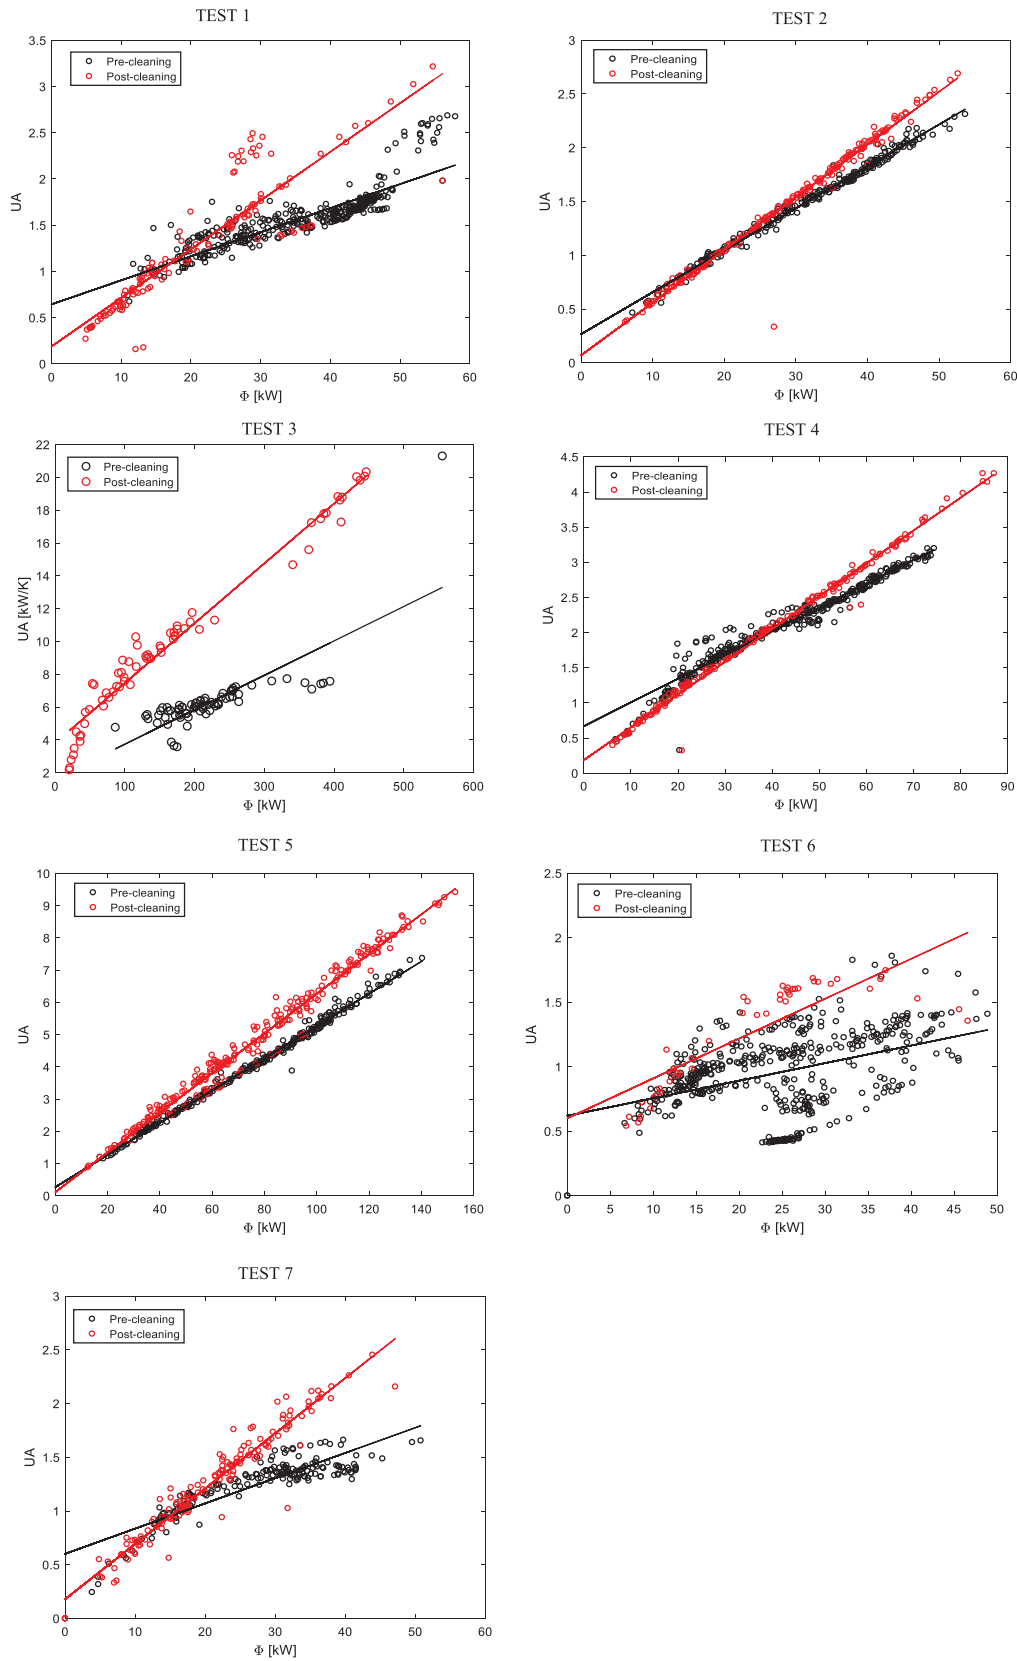 TEST 1
3.5
3
2.5
2
1.5
1
0.5
0
UA
Pre-cleaning
Post-cleaning
0 10 20 30 40 50 60
Φ [kW]
TEST 2
3
2.5
2
1.5
1
0.5
0
UA
Pre-cleaning
Post-cleaning
0 10 20 30 40 50 60
Φ [kW]
TEST 3
22
20
18
16
14
12
10
8
6
4
2
UA [kW/K]
Pre-cleaning
Post-cleaning
0 100 200 300 400 500 600
Φ [kW]
TEST 4
4.5
4
3.5
3
2.5
2
1.5
1
0.5
0
UA
Pre-cleaning
Post-cleaning
0 10 20 30 40 50 60 70 80 90
Φ [kW]
TEST 5
10
9
8
7
6
5
4
3
2
1
0
UA
Pre-cleaning
Post-cleaning
0 20 40 60 80 100 120 140 160
Φ [kW]
TEST 6
2.5
2
1.5
1
0.5
0
UA
Pre-cleaning
Post-cleaning
0 5 10 15 20 25 30 35 40 45 50
Φ [kW]
TEST 7
3
2.5
2
1.5
1
0.5
0
UA
Pre-cleaning
Post-cleaning
0 10 20 30 40 50 60
Φ [kW]